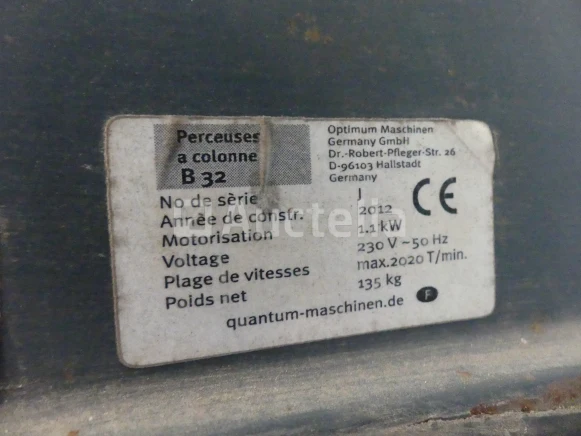 Perceuses
a colonne
B 32
Optimum Maschinen
Germany GmbH
Dr.-Robert-Pfleger-Str. 26
D-96103 Hallstadt
Germany
CE
No de sèrie J
Année de constr. 2012
Motorisation 1.1 kW
Voltage 230 V ~50 Hz
Plage de vitesses max.2020 T/min.
Poids net 135 kg
quantum-maschinen.de F
Auctelia